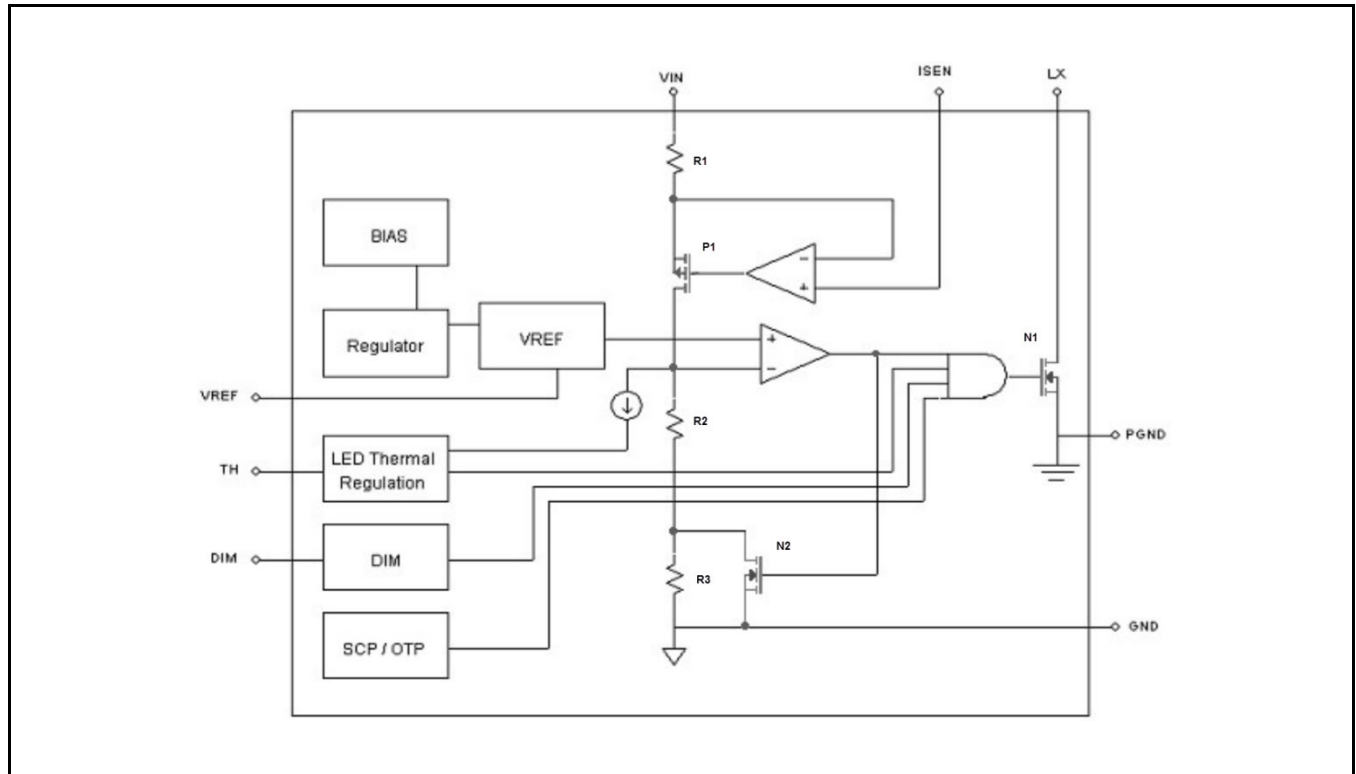 VIN
ISEN
LX
R1
BIAS
P1
-
+
Regulator
VREF
+
-
N1
VREF
R2
PGND
TH
LED Thermal
Regulation
DIM
DIM
N2
R3
SCP / OTP
GND